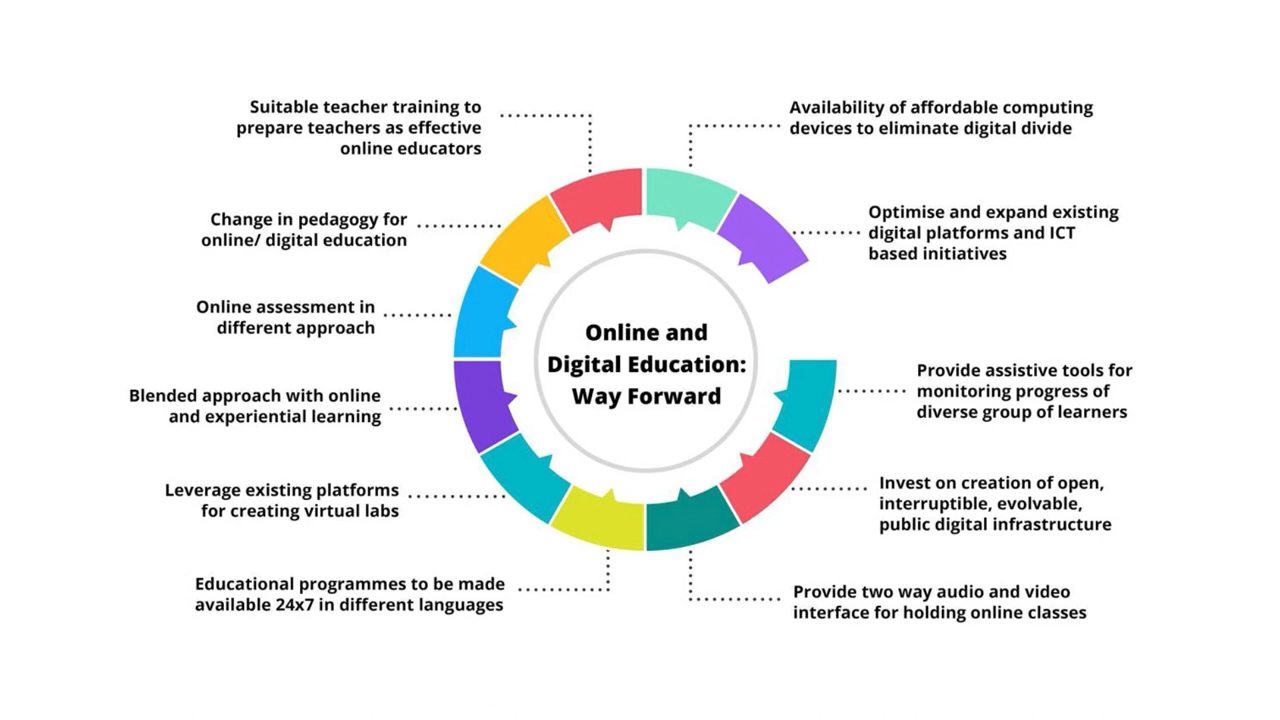 Online and
Digital Education:
Way Forward
Availability of affordable computing
devices to eliminate digital divide
Optimise and expand existing
digital platforms and ICT
based initiatives
Provide assistive tools for
monitoring progress of
diverse group of learners
Invest on creation of open,
interruptible, evolvable,
public digital infrastructure
Provide two way audio and video
interface for holding online classes
Educational programmes to be made
available 24x7 in different languages
Leverage existing platforms
for creating virtual labs
Blended approach with online
and experiential learning
Online assessment in
different approach
Change in pedagogy for
online/ digital education
Suitable teacher training to
prepare teachers as effective
online educators